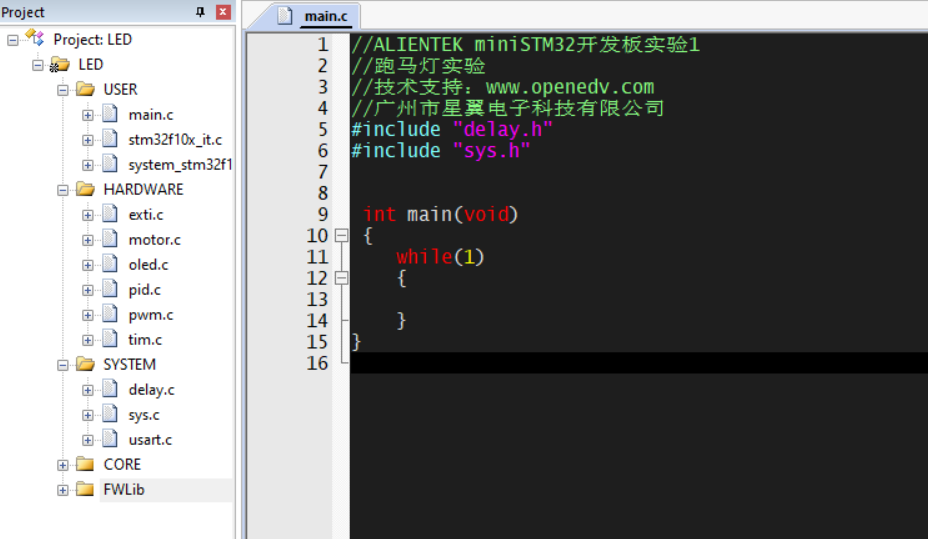 Project
Project: LED
LED
USER
main.c
stm32f10x_it.c
system_stm32f1
HARDWARE
exti.c
motor.c
oled.c
pid.c
pwm.c
tim.c
SYSTEM
delay.c
sys.c
usart.c
CORE
FWLib
main.c
1 //ALIENTEK miniSTM32开发板实验1
2 //跑马灯实验
3 //技术支持：www.openedv.com
4 //广州市星翼电子科技有限公司
5 #include "delay.h"
6 #include "sys.h"
7
8
9 int main(void)
10 {
11 while(1)
12 {
13
14 }
15 }
16